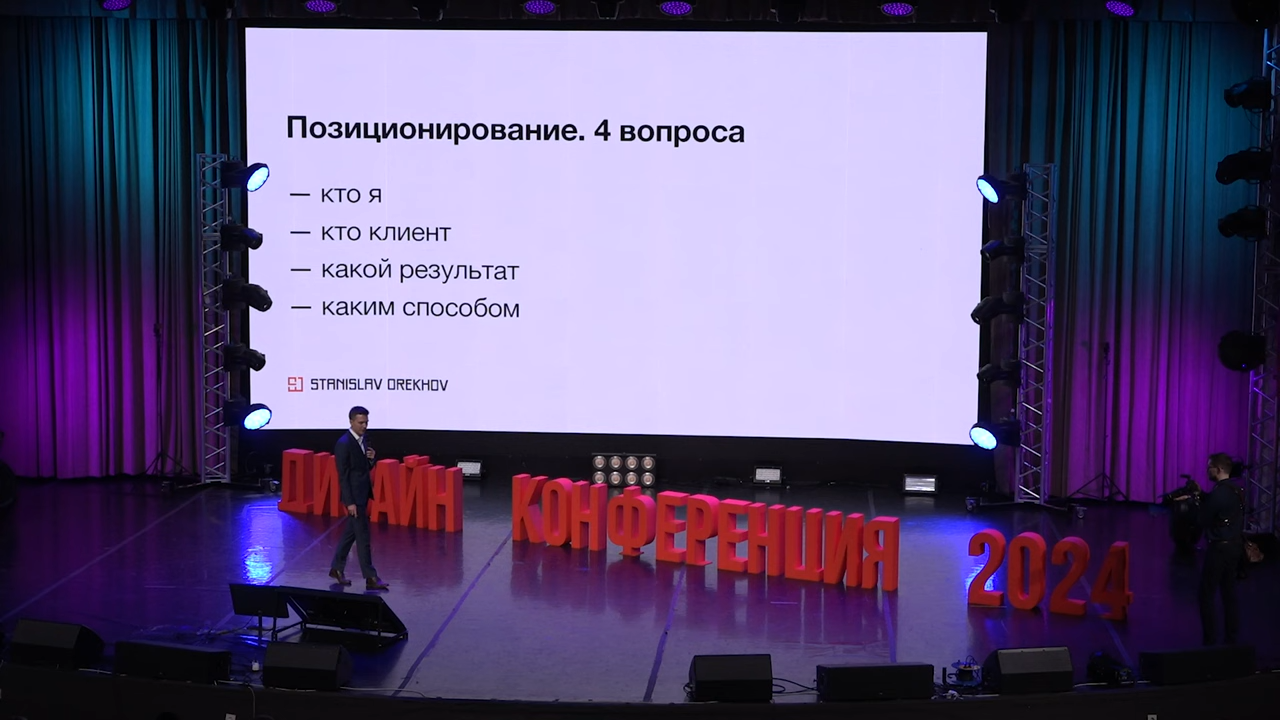 Позиционирование. 4 вопроса
— кто я
— кто клиент
— какой результат
— каким способом
STANISLAV OREKHOV
ДИЗАЙН КОНФЕРЕНЦИЯ 2024